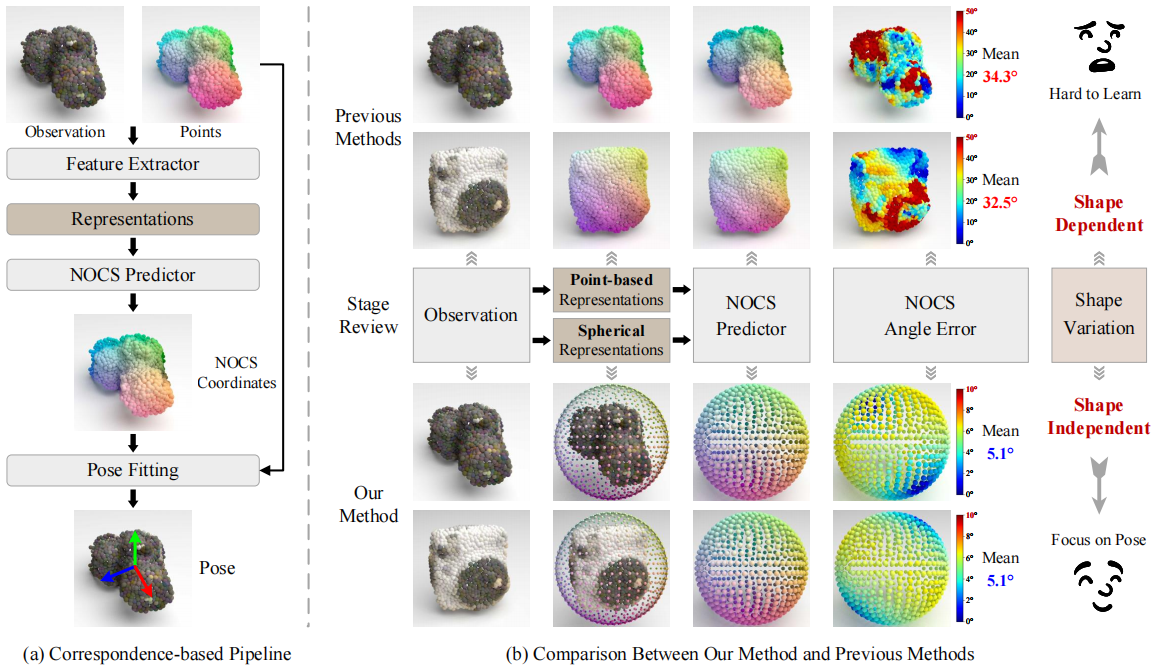 Observation
Points
Feature Extractor
Representations
NOCS Predictor
NOCS
Coordinates
Pose Fitting
Pose
(a) Correspondence-based Pipeline
Previous
Methods
50°
40°
30°
20°
10°
0°
Mean
34.3°
Hard to Learn
50°
40°
30°
20°
10°
0°
Mean
32.5°
Shape
Dependent
Stage
Review
Observation
Point-based
Representations
Spherical
Representations
NOCS
Predictor
NOCS
Angle Error
Shape
Variation
Our
Method
10°
8°
6°
4°
2°
0°
Mean
5.1°
Shape
Independent
10°
8°
6°
4°
2°
0°
Mean
5.1°
Focus on Pose
(b) Comparison Between Our Method and Previous Methods